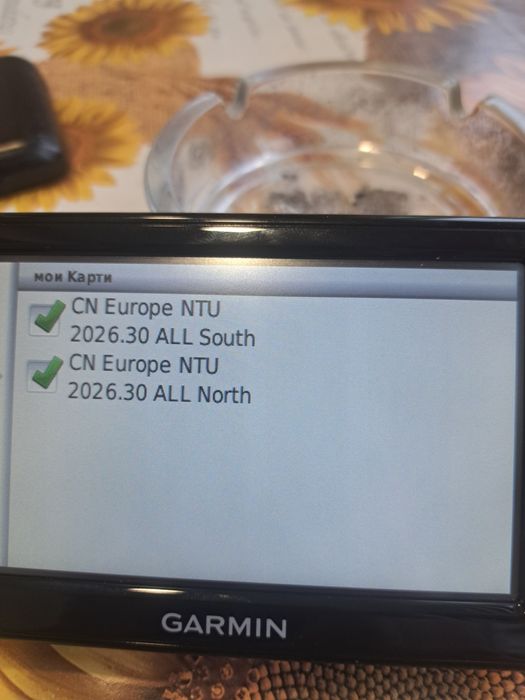 мои Карти
CN Europe NTU
2026.30 ALL South
CN Europe NTU
2026.30 ALL North
GARMIN